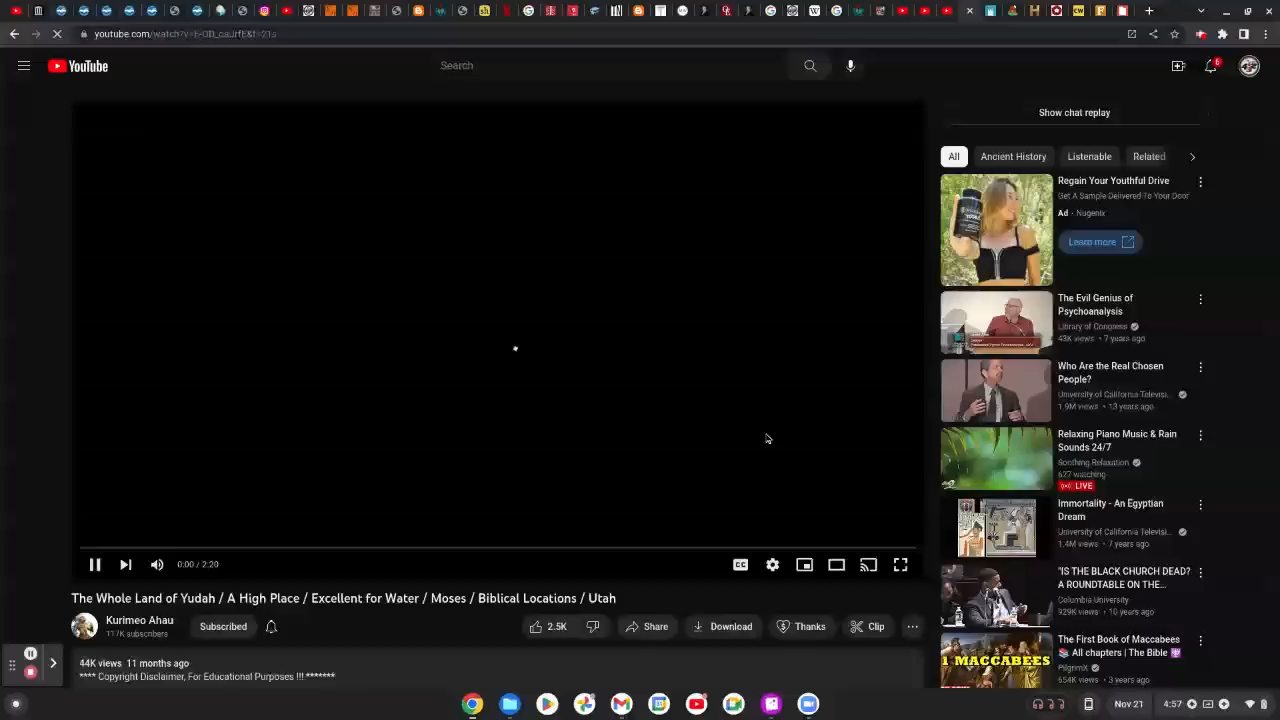 YouTube
Search
6
Show chat replay
All
Ancient History
Listenable
Related
Regain Your Youthful Drive
Get A Sample Delivered To Your Door
Ad · Nugenix
Learn more
The Evil Genius of
Psychoanalysis
Library of Congress
43K views · 7 years ago
Who Are the Real Chosen
People?
University of California Televisi...
1.9M views · 13 years ago
Relaxing Piano Music & Rain
Sounds 24/7
Soothing Relaxation
627 watching
LIVE
Immortality - An Egyptian
Dream
University of California Televisi...
1.4M views · 7 years ago
"IS THE BLACK CHURCH DEAD?
A ROUNDTABLE ON THE...
Columbia University
929K views · 10 years ago
The First Book of Maccabees
📚 All chapters | The Bible
1 MACCABEES
PilgrimX
654K views · 3 years ago
0:00 / 2:20
CC
The Whole Land of Yudah / A High Place / Excellent for Water / Moses / Biblical Locations / Utah
Kurimeo Ahau
117K subscribers
Subscribed
2.5K
Share
Download
Thanks
Clip
44K views 11 months ago
**** Copyright Disclaimer, For Educational Purposes !!!.*******
Nov 21
4:57